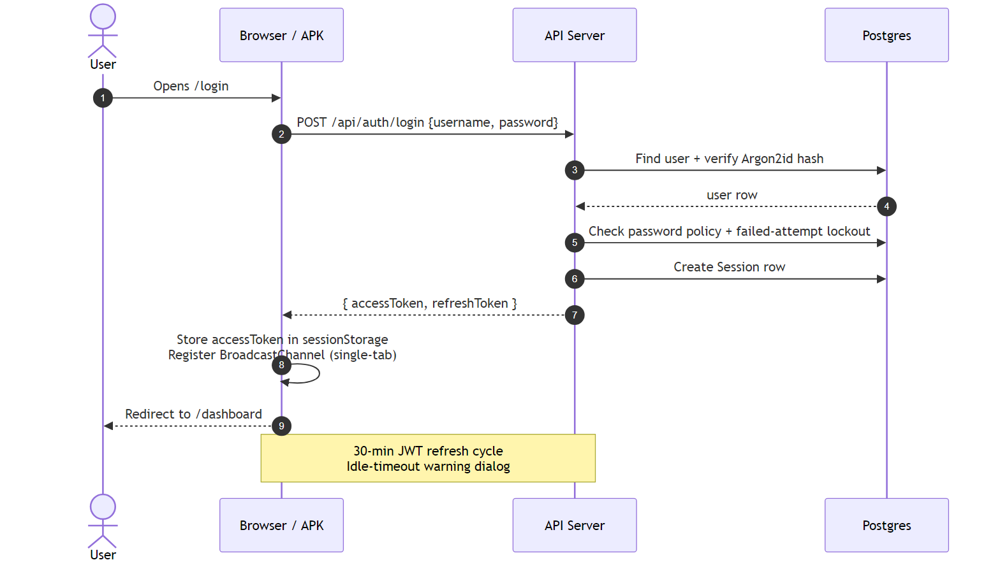 User
Browser / APK
API Server
Postgres
Opens /login
1
POST /api/auth/login {username, password}
2
Find user + verify Argon2id hash
3
user row
4
Check password policy + failed-attempt lockout
5
Create Session row
6
{ accessToken, refreshToken }
7
Store accessToken in sessionStorage
Register BroadcastChannel (single-tab)
8
Redirect to /dashboard
9
30-min JWT refresh cycle
Idle-timeout warning dialog
User
Browser / APK
API Server
Postgres